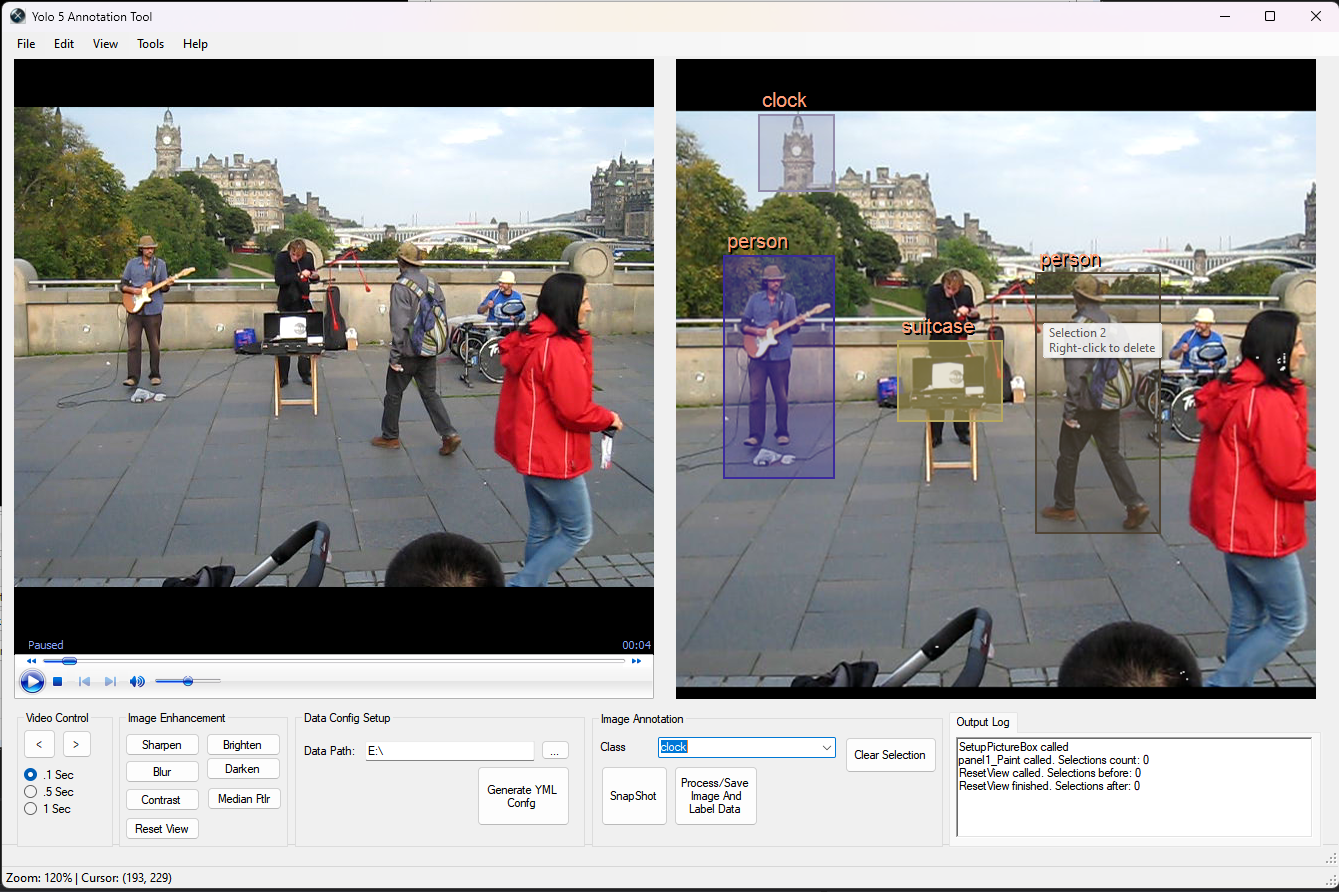 Yolo 5 Annotation Tool
File Edit View Tools Help
clock
person
person
suitcase
Selection 2
Right-click to delete
Paused 00:04
Video Control
< >
.1 Sec
.5 Sec
1 Sec
Image Enhancement
Sharpen Brighten
Blur Darken
Contrast Median Ftlr
Reset View
Data Config Setup
Data Path: E:\ ...
Generate YML
Confg
Image Annotation
Class clock Clear Selection
SnapShot
Process/Save
Image And
Label Data
Output Log
SetupPictureBox called
panel1_Paint called. Selections count: 0
ResetView called. Selections before: 0
ResetView finished. Selections after: 0
Zoom: 120% | Cursor: (193, 229)